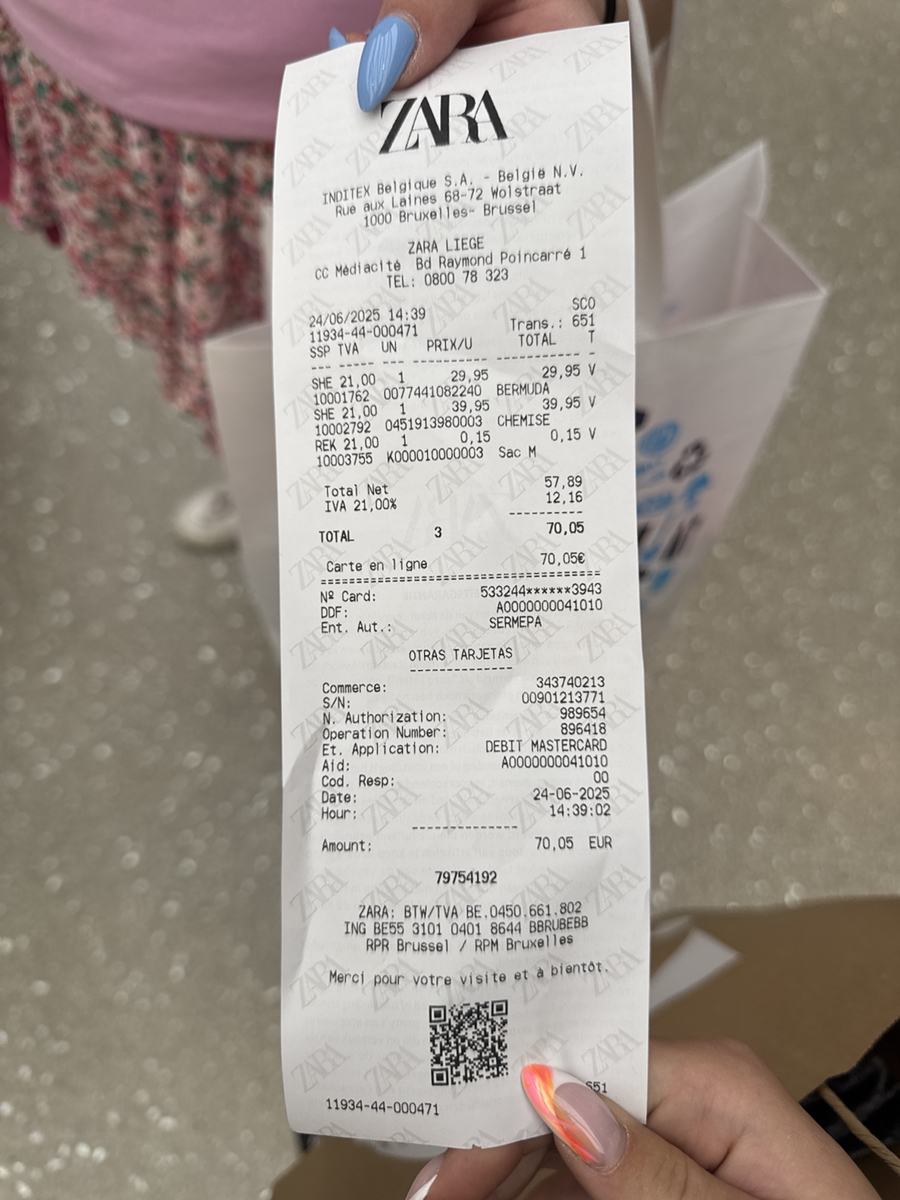 ZARA
INDITEX Belgique S.A. - België N.V.
Rue aux Laines 68-72 Wolstraat
1000 Bruxelles- Brussel
ZARA LIEGE
CC Médiacité Bd Raymond Poincarré 1
TEL: 0800 78 323
SCO
24/06/2025 14:39
11934-44-000471 Trans.: 651
SSP TVA UN PRIX/U TOTAL T
SHE 21,00 1 29,95 29,95 V
10001762 0077441082240 BERMUDA
SHE 21,00 1 39,95 39,95 V
10002792 0451913980003 CHEMISE
REK 21,00 1 0,15 0,15 V
10003755 K000010000003 Sac M
Total Net 57,89
IVA 21,00% 12,16
TOTAL 3 70,05
Carte en ligne 70,05€
Nº Card: 533244******3943
DDF: A0000000041010
Ent. Aut.: SERMEPA
OTRAS TARJETAS
Commerce: 343740213
S/N: 00901213771
N. Authorization: 989654
Operation Number: 896418
Et. Application: DEBIT MASTERCARD
Aid: A0000000041010
Cod. Resp: 00
Date: 24-06-2025
Hour: 14:39:02
Amount: 70,05 EUR
79754192
ZARA: BTW/TVA BE.0450.661.802
ING BE55 3101 0401 8644 BBRUBEBB
RPR Brussel / RPM Bruxelles
Merci pour votre visite et à bientôt.
11934-44-000471 651